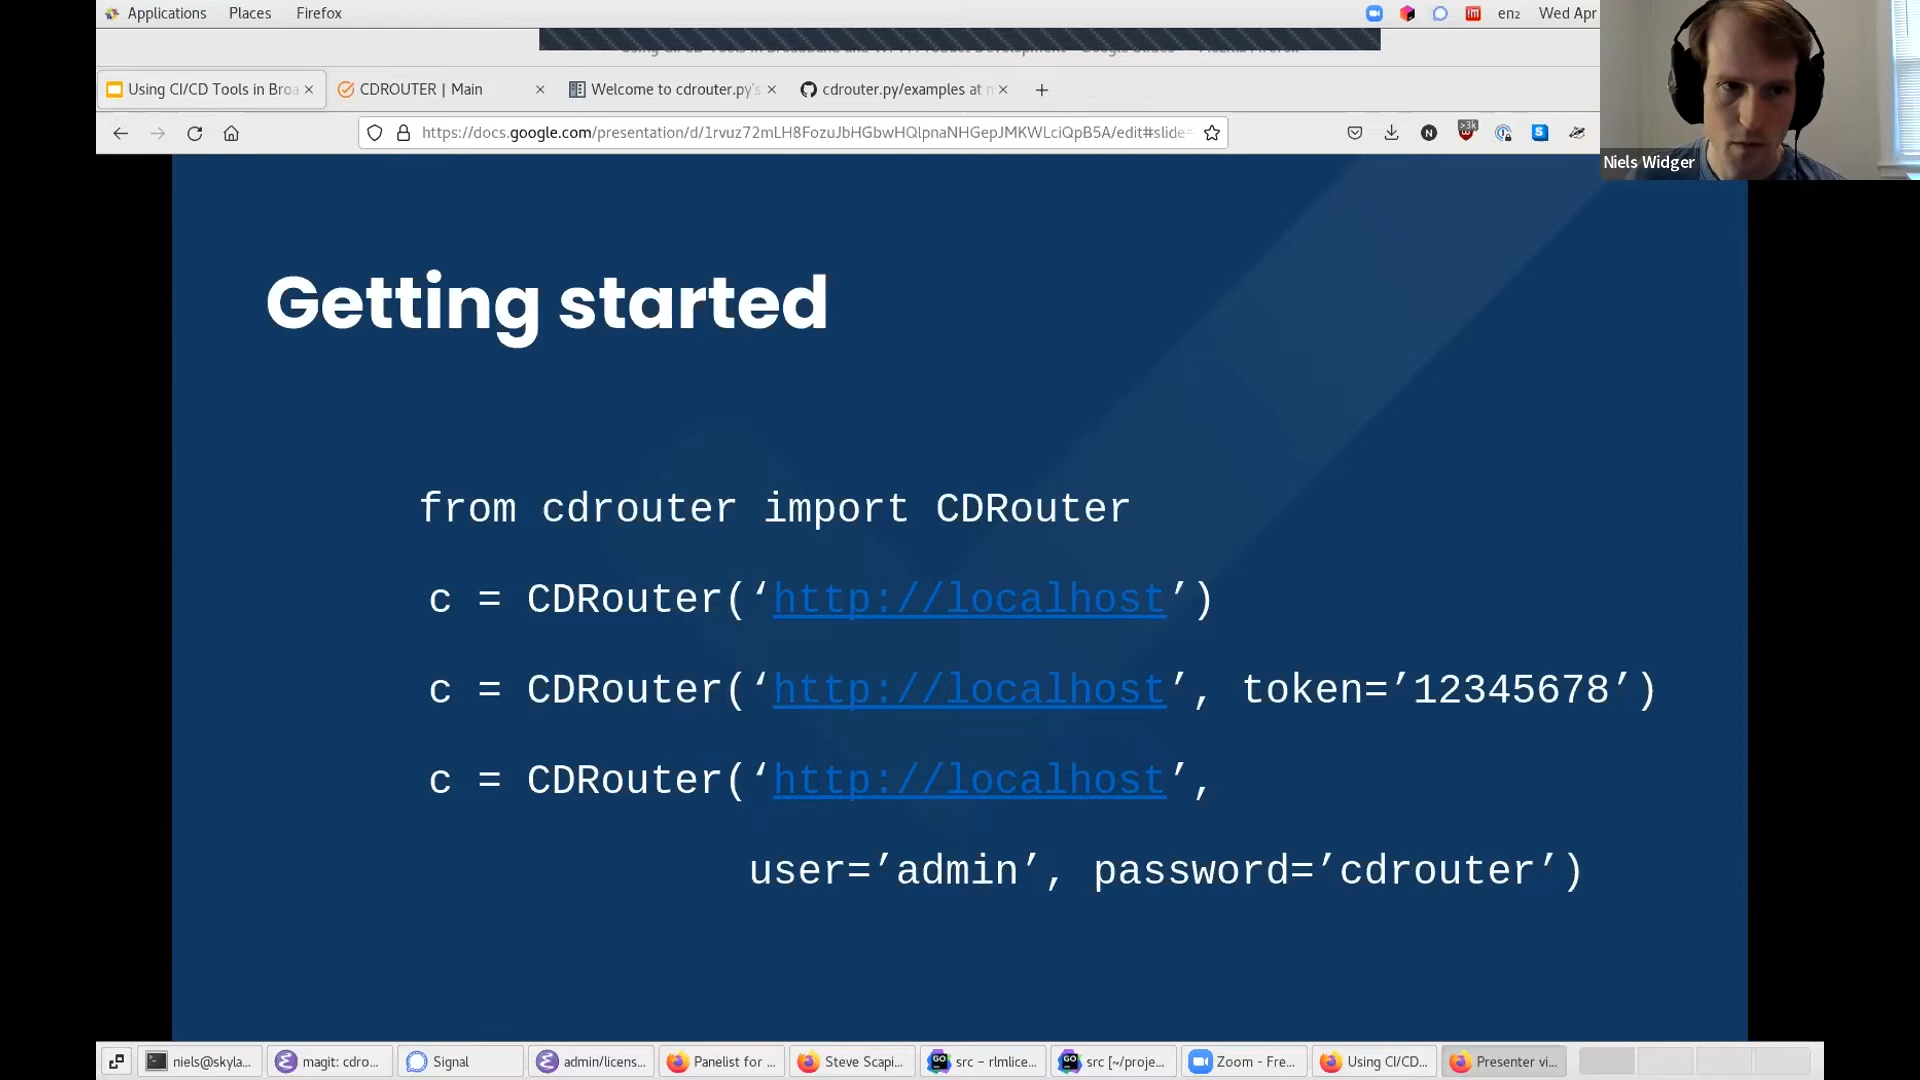 Applications Places Firefox en₂ Wed Apr
Using CI/CD Tools in Broa CDROUTER | Main Welcome to cdrouter.py's cdrouter.py/examples at
https://docs.google.com/presentation/d/1rvuz72mLH8FozuJbHGbwHQlpnaNHGepJMKWLciQpB5A/edit#slide=
>3k
Niels Widger
Getting started
from cdrouter import CDRouter
c = CDRouter(‘http://localhost’)
c = CDRouter(‘http://localhost’, token=’12345678’)
c = CDRouter(‘http://localhost’,
user=’admin’, password=’cdrouter’)
niels@skyla... magit: cdro... Signal admin/licens... Panelist for ... Steve Scapi... src – rlmlice... src [~/proje... Zoom - Fre... Using CI/CD... Presenter vi...